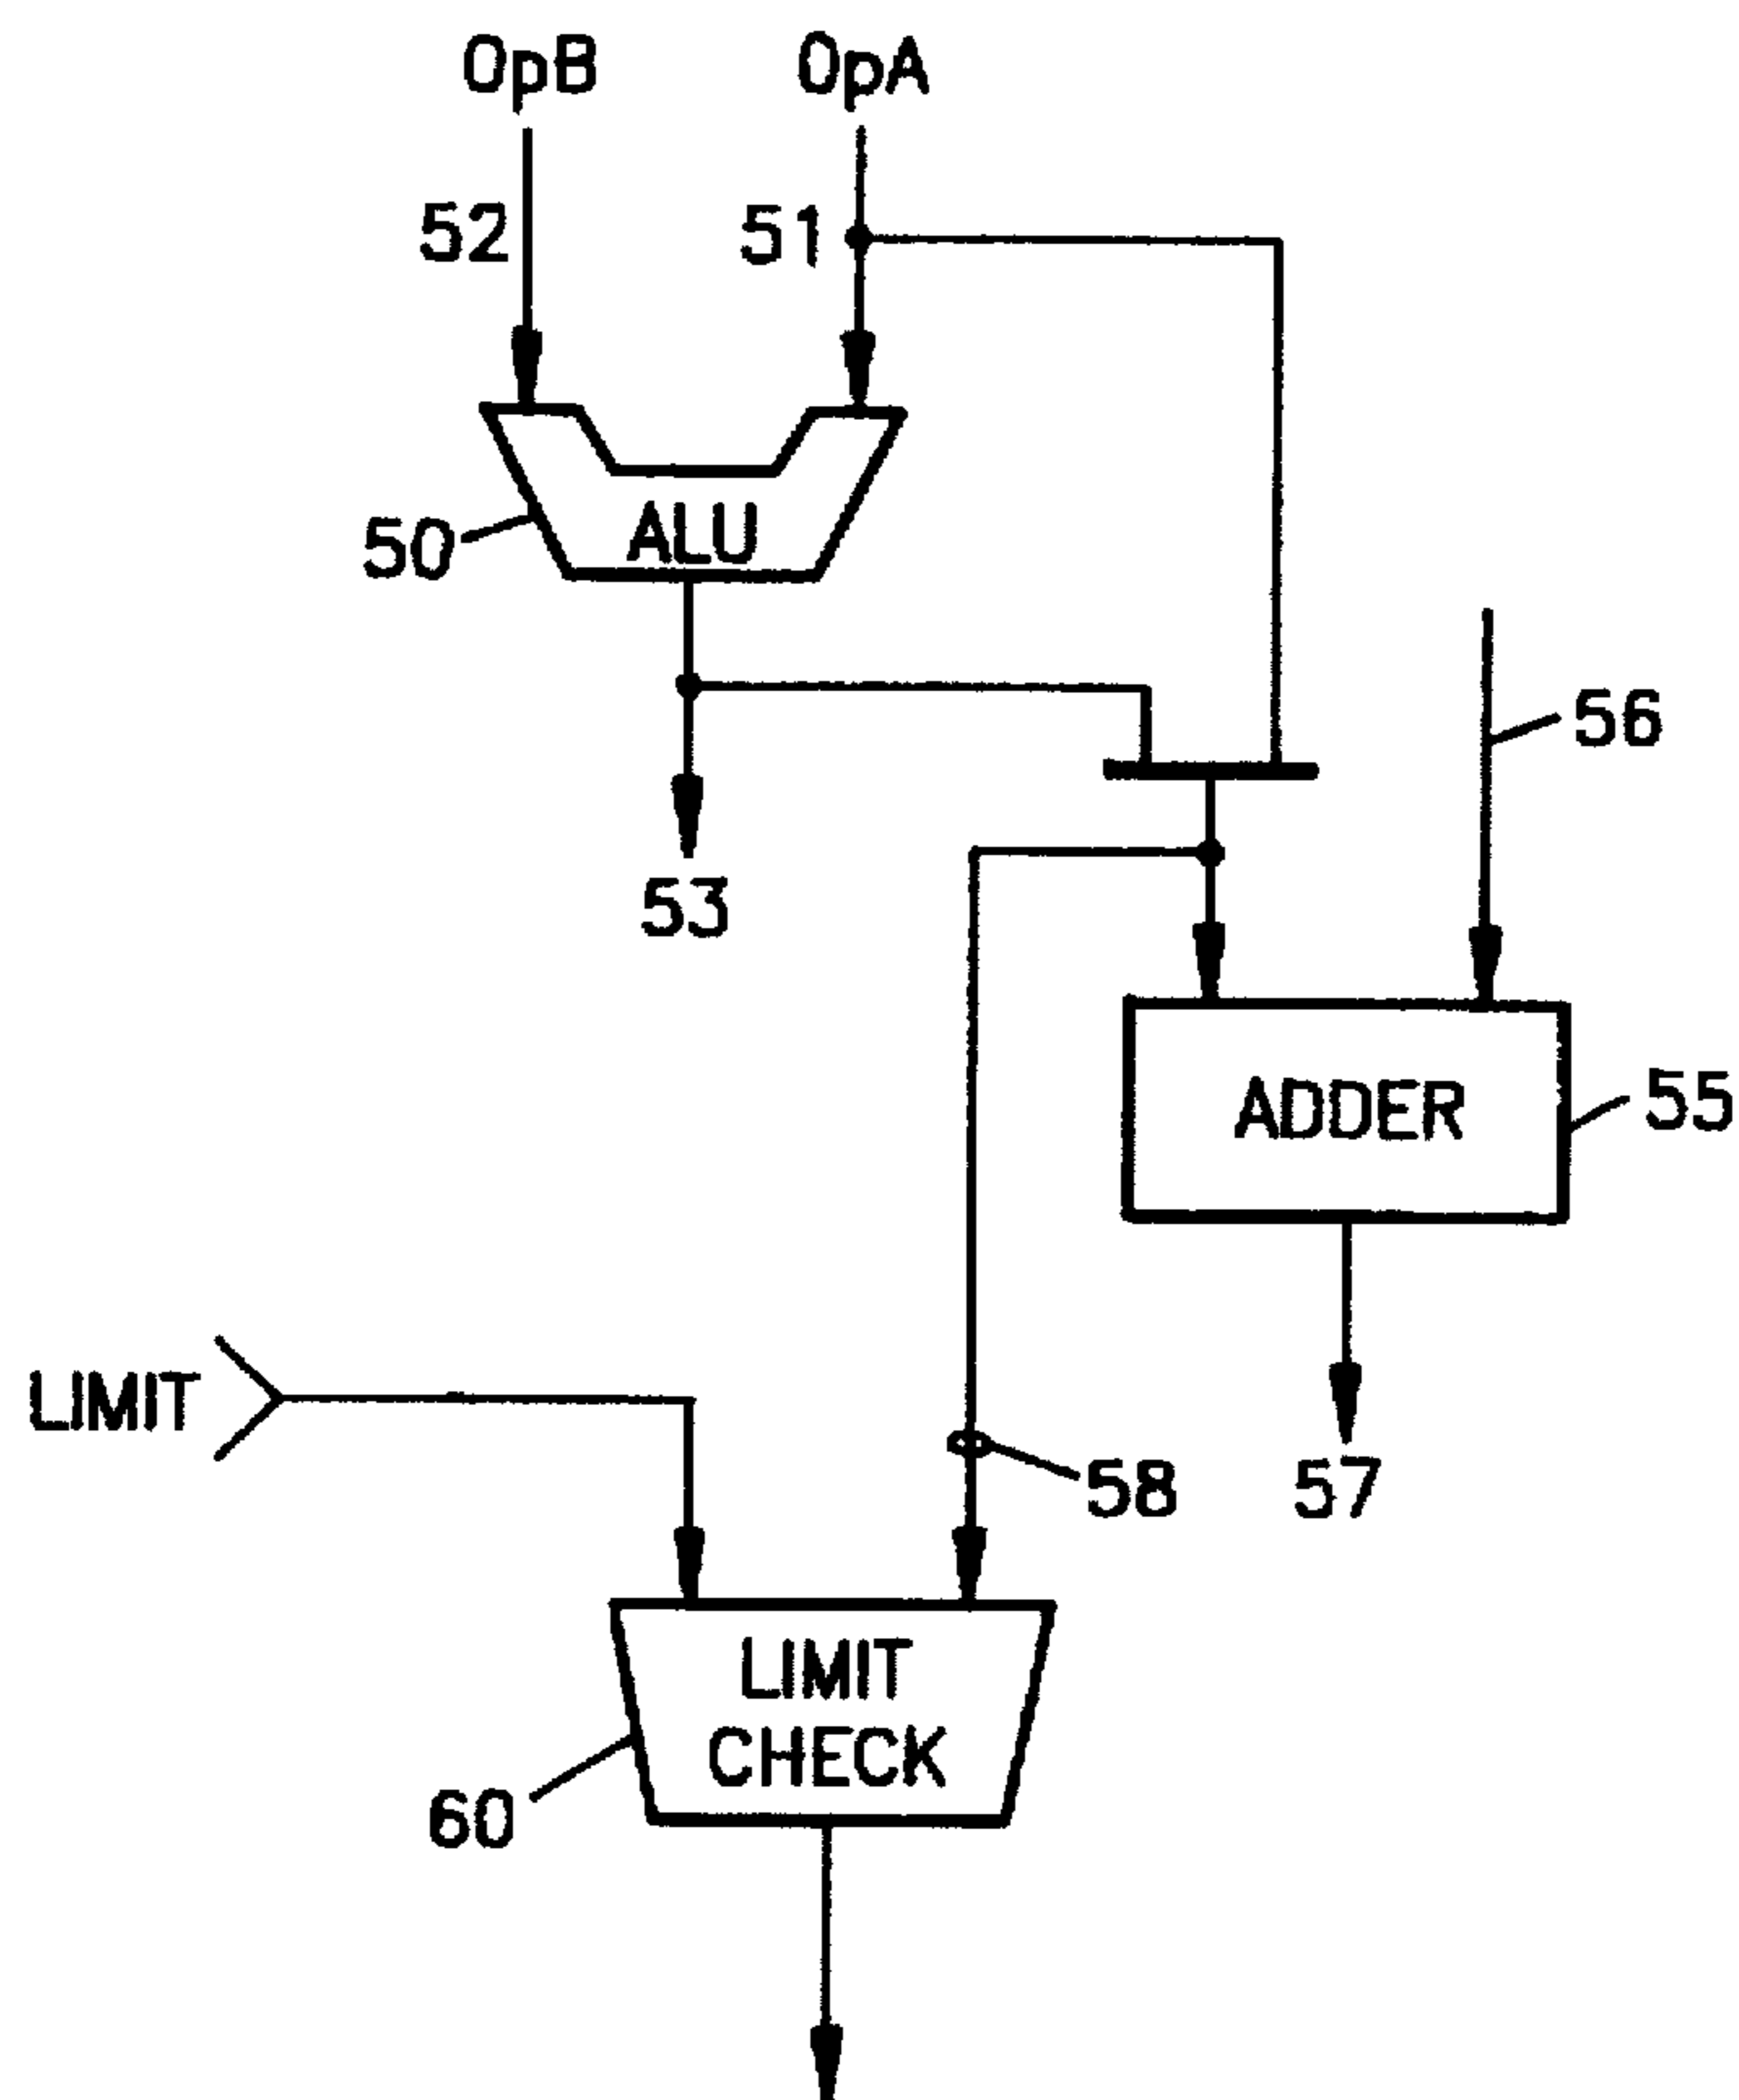 OpB OpA
52 51
50 ALU
56
53
ADDER 55
LIMIT
58 57
LIMIT
CHECK
60